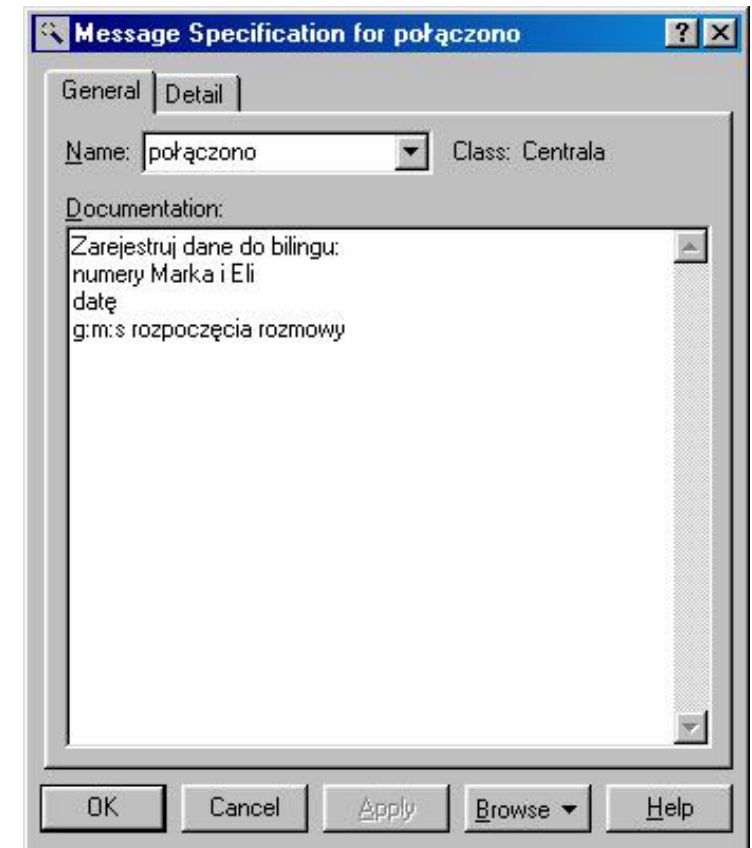 Message Specification for połączono
General Detail
Name: połączono Class: Centrala
Documentation:
Zarejestruj dane do bilingu:
numery Marka i Eli
datę
g:m:s rozpoczęcia rozmowy
OK Cancel Apply Browse Help